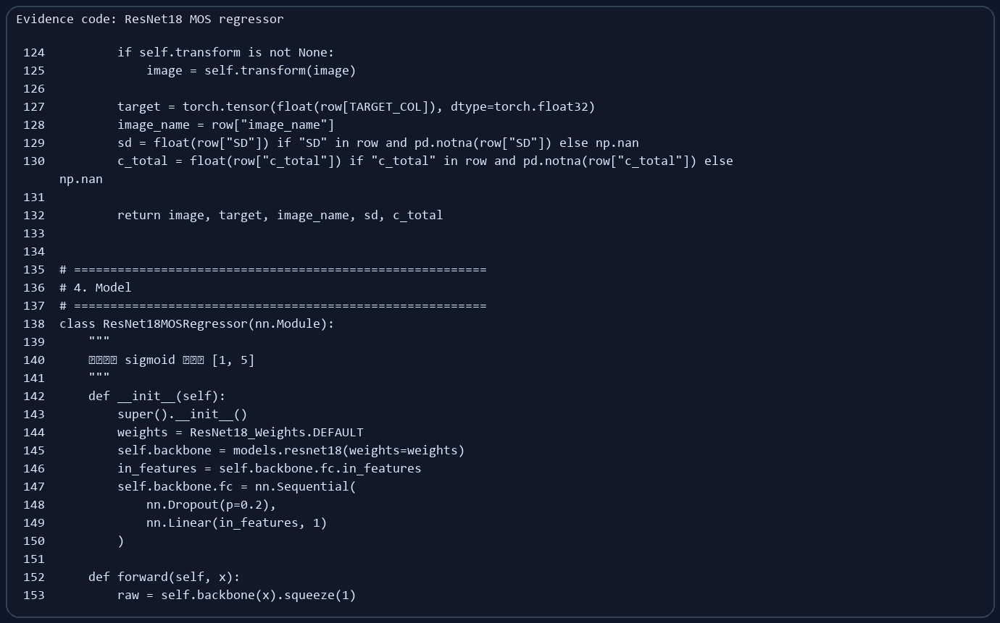 Evidence code: ResNet18 MOS regressor
124         if self.transform is not None:
125             image = self.transform(image)
126
127         target = torch.tensor(float(row[TARGET_COL]), dtype=torch.float32)
128         image_name = row["image_name"]
129         sd = float(row["SD"]) if "SD" in row and pd.notna(row["SD"]) else np.nan
130         c_total = float(row["c_total"]) if "c_total" in row and pd.notna(row["c_total"]) else
np.nan
131
132         return image, target, image_name, sd, c_total
133
134
135 # =========================================================
136 # 4. Model
137 # =========================================================
138 class ResNet18MOSRegressor(nn.Module):
139     """
140     sigmoid [1, 5]
141     """
142     def __init__(self):
143         super().__init__()
144         weights = ResNet18_Weights.DEFAULT
145         self.backbone = models.resnet18(weights=weights)
146         in_features = self.backbone.fc.in_features
147         self.backbone.fc = nn.Sequential(
148             nn.Dropout(p=0.2),
149             nn.Linear(in_features, 1)
150         )
151
152     def forward(self, x):
153         raw = self.backbone(x).squeeze(1)